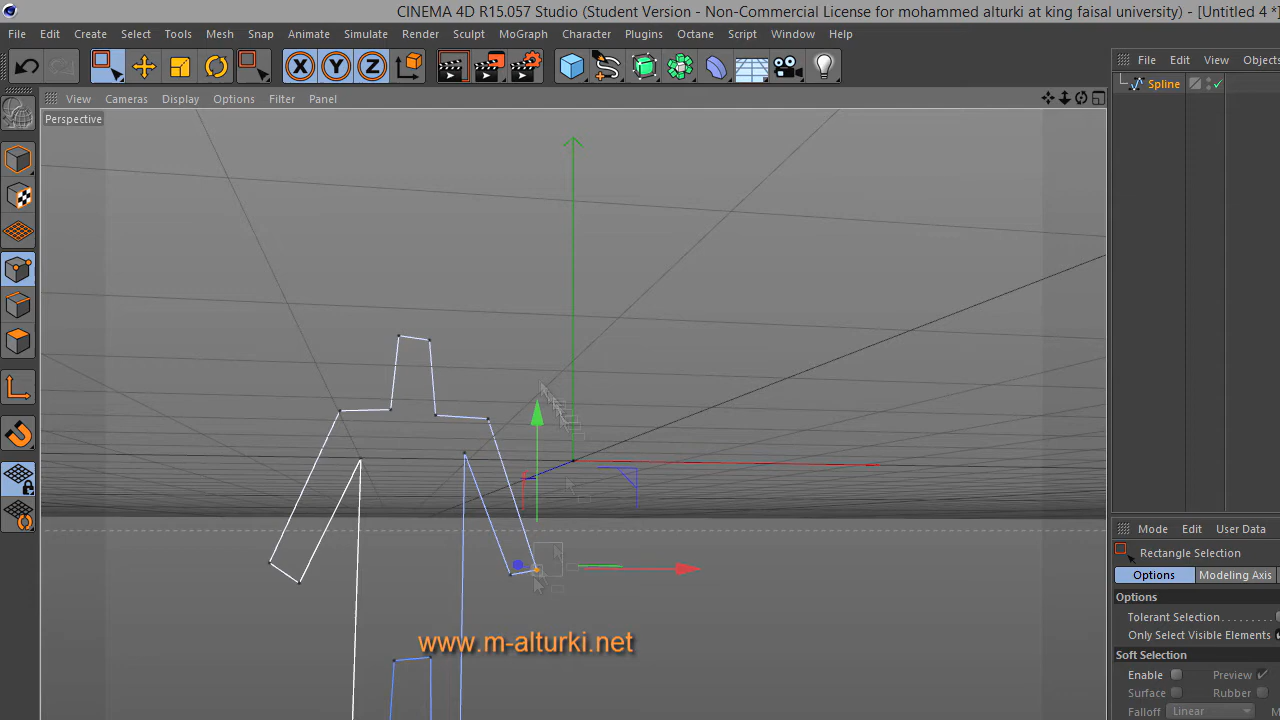 CINEMA 4D R15.057 Studio (Student Version - Non-Commercial License for mohammed alturki at king faisal university) - [Untitled 4 *]
File Edit Create Select Tools Mesh Snap Animate Simulate Render Sculpt MoGraph Character Plugins Octane Script Window Help
X Y Z
File Edit View Objects
View Cameras Display Options Filter Panel
Spline
Perspective
Mode Edit User Data
Rectangle Selection
Options Modeling Axis
Options
Tolerant Selection
Only Select Visible Elements
Soft Selection
Enable Preview
Surface Rubber
Falloff Linear
www.m-alturki.net